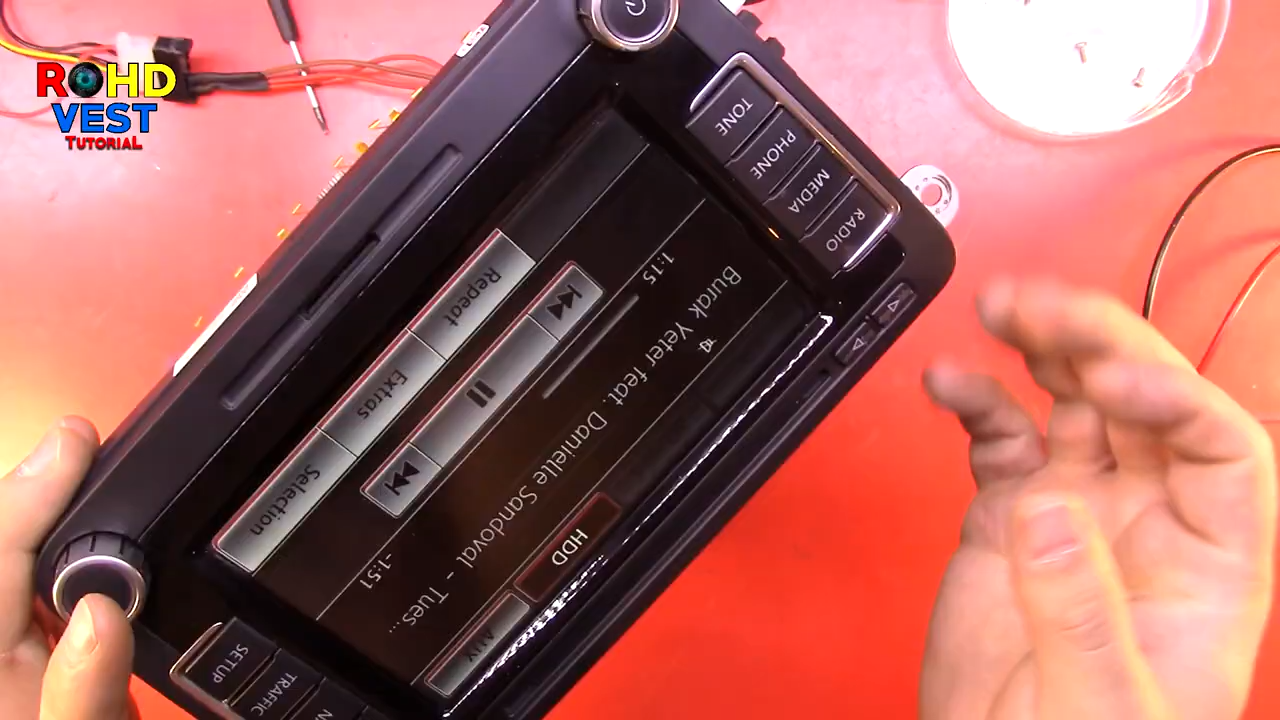 ROHD
VEST
TUTORIAL
TONE
PHONE
MEDIA
RADIO
Burak Yeter feat. Danielle Sandoval - Tues...
1:15
-1:51
Repeat
Extras
Selection
HDD
AUX
SETUP
TRAFFIC